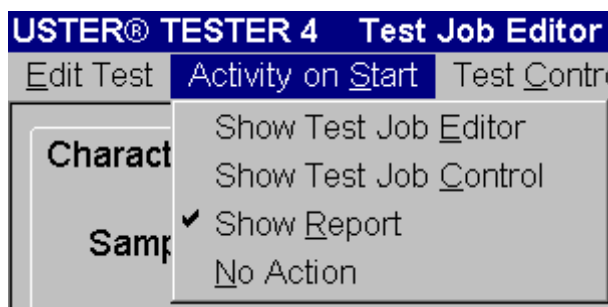 USTER® TESTER 4 Test Job Editor
Edit Test Activity on Start Test
Show Test Job Editor
Show Test Job Control
Show Report
No Action